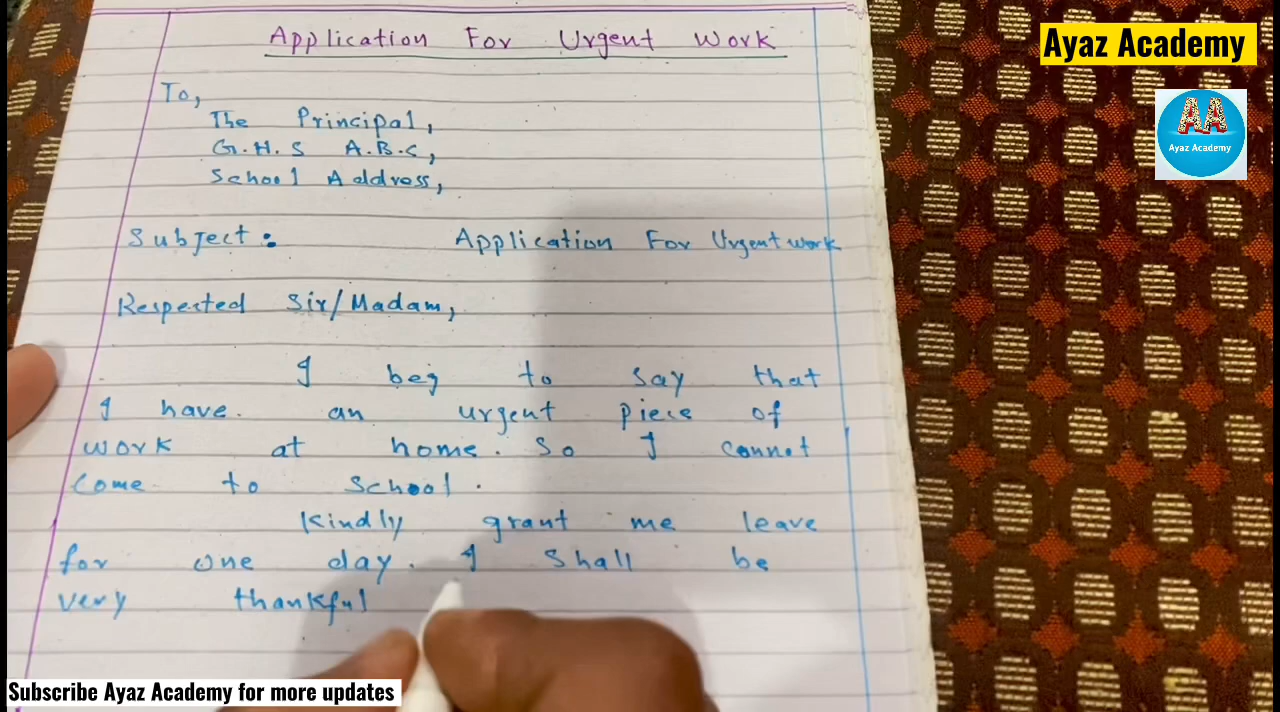 Application For Urgent Work
To,
The Principal,
G.H.S A.B.C,
School Address,
Subject: Application For Urgent work
Respected Sir/Madam,
I beg to say that
I have. an urgent piece of
work at home. So I connot
come to school.
Kindly grant me leave
for one day. I shall be
very thankful
Ayaz Academy
AA
Ayaz Academy
Subscribe Ayaz Academy for more updates